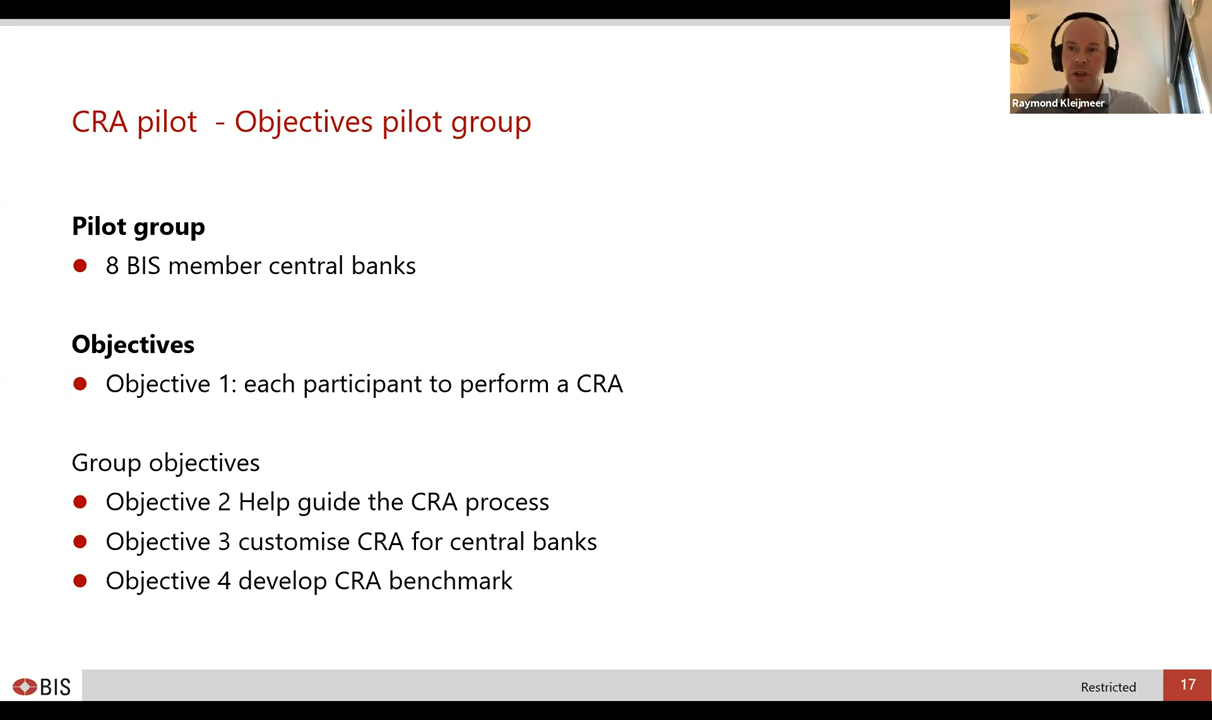 Raymond Kleijmeer
CRA pilot - Objectives pilot group
Pilot group
8 BIS member central banks
Objectives
Objective 1: each participant to perform a CRA
Group objectives
Objective 2 Help guide the CRA process
Objective 3 customise CRA for central banks
Objective 4 develop CRA benchmark
BIS
Restricted
17